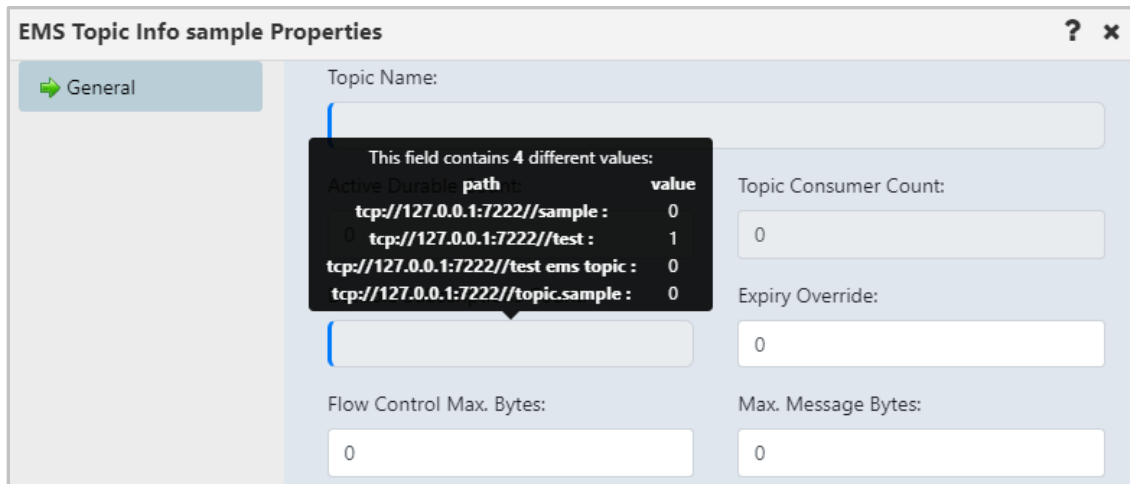 EMS Topic Info sample Properties ? ×
General
Topic Name:
This field contains 4 different values:
path value
Active Durable
tcp://127.0.0.1:7222//sample : 0
tcp://127.0.0.1:7222//test : 1
tcp://127.0.0.1:7222//test ems topic : 0
tcp://127.0.0.1:7222//topic.sample : 0
Topic Consumer Count:
0
0
Expiry Override:
0
Flow Control Max. Bytes: Max. Message Bytes:
0 0